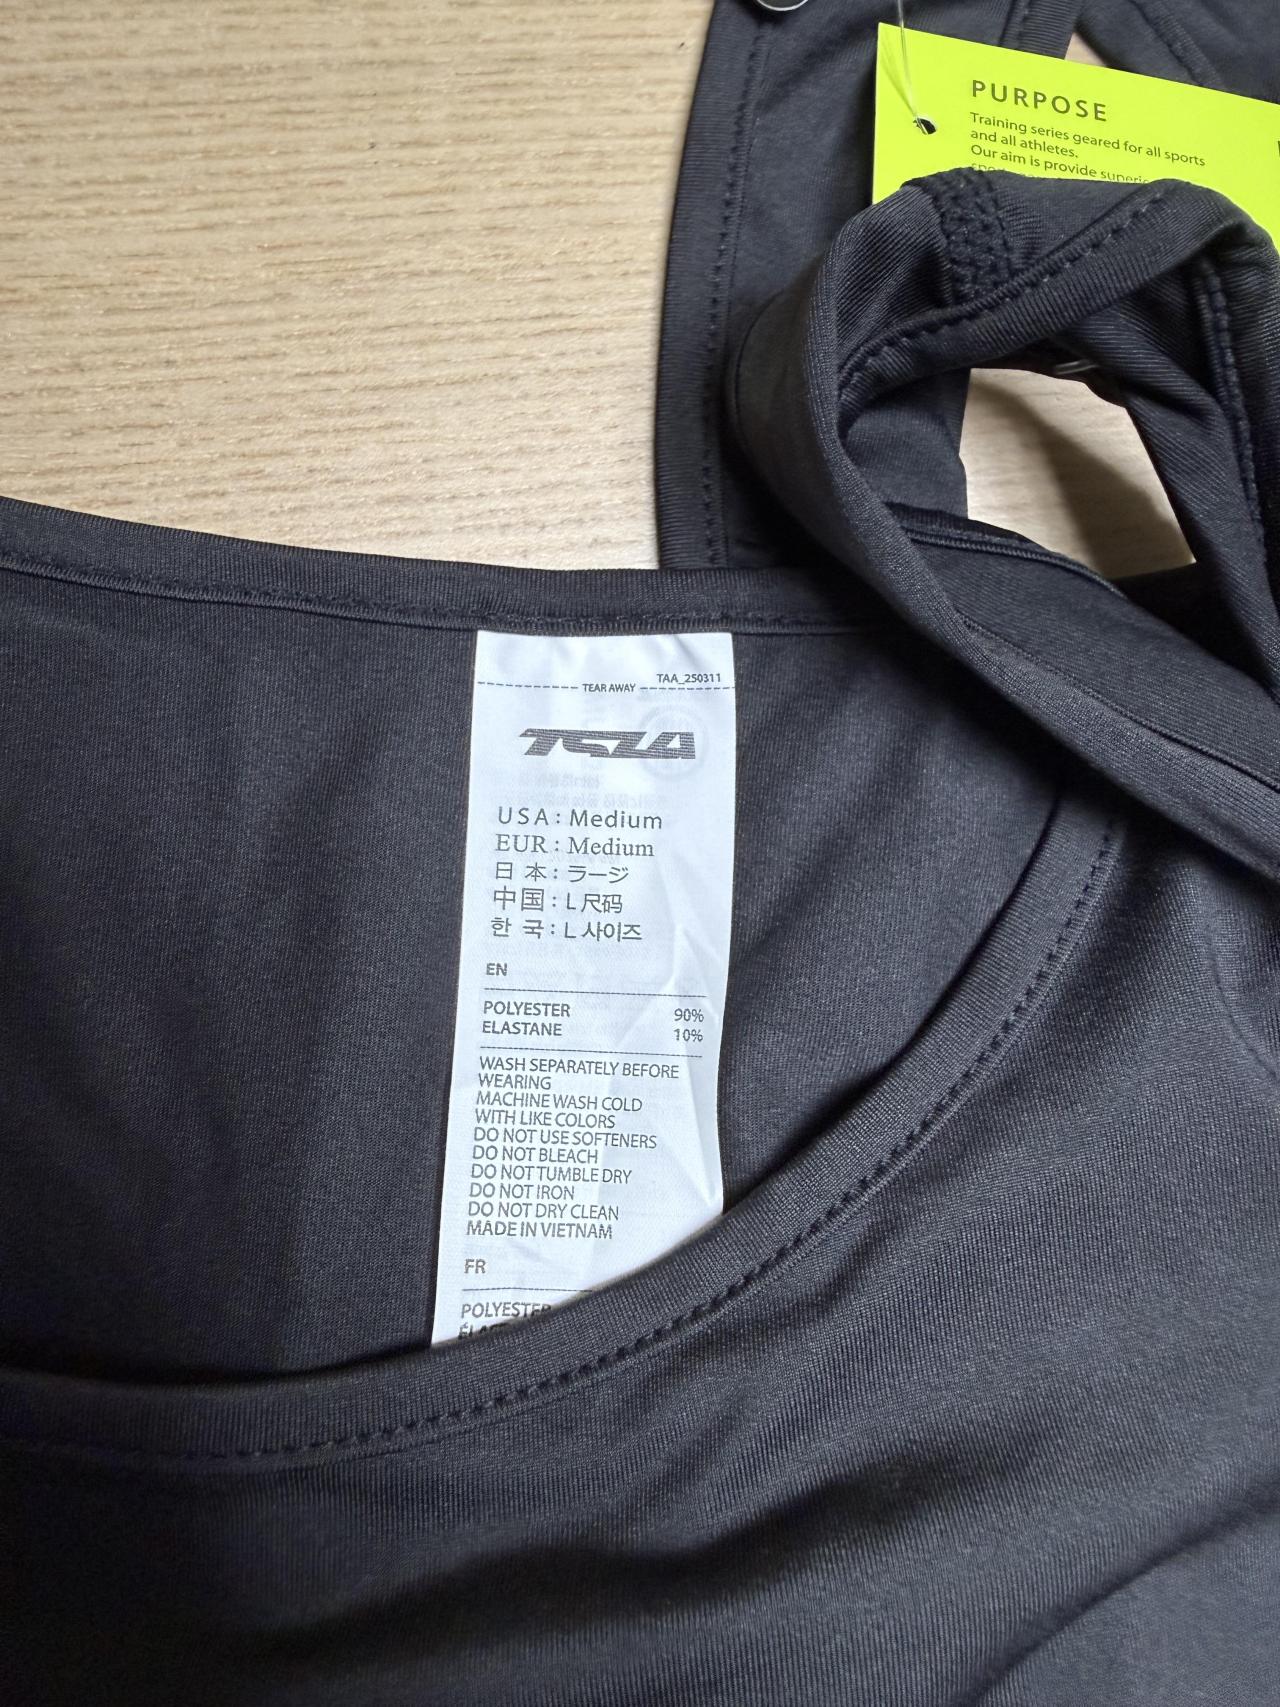 PURPOSE
Training series geared for all sports
and all athletes.
Our aim is provide superior
TAA_250311
TEAR AWAY
TSLA
USA : Medium
EUR : Medium
日 本 : ラージ
中国 : L 尺码
한 국 : L 사이즈
EN
POLYESTER 90%
ELASTANE 10%
WASH SEPARATELY BEFORE
WEARING
MACHINE WASH COLD
WITH LIKE COLORS
DO NOT USE SOFTENERS
DO NOT BLEACH
DO NOT TUMBLE DRY
DO NOT IRON
DO NOT DRY CLEAN
MADE IN VIETNAM
FR
POLYESTER